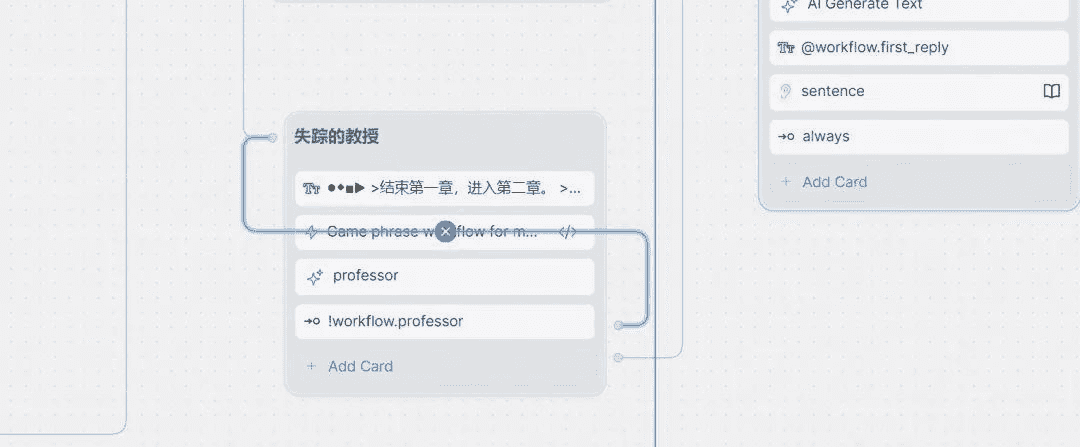 失踪的教授
●◆■▶ >结束第一章，进入第二章。 >...
Game phrase workflow for m... </>
professor
!workflow.professor
+ Add Card
AI Generate Text
@workflow.first_reply
sentence
always
+ Add Card